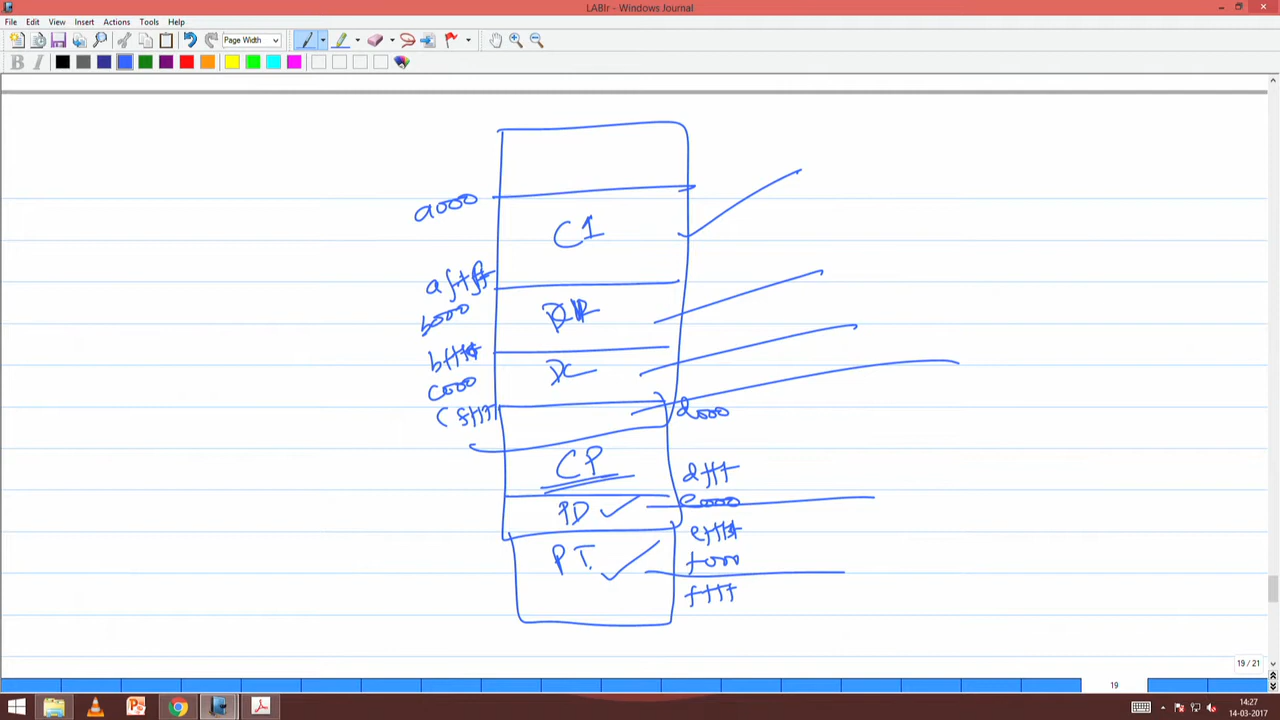 LABIr - Windows Journal
File Edit View Insert Actions Tools Help
Page Width
B I
a000
C1
afff
b000
bfff
DC
c000
cfff
d000
CP
dfff
PD
e000
efff
PT.
f000
ffff
19 / 21
19
14:27
14-03-2017